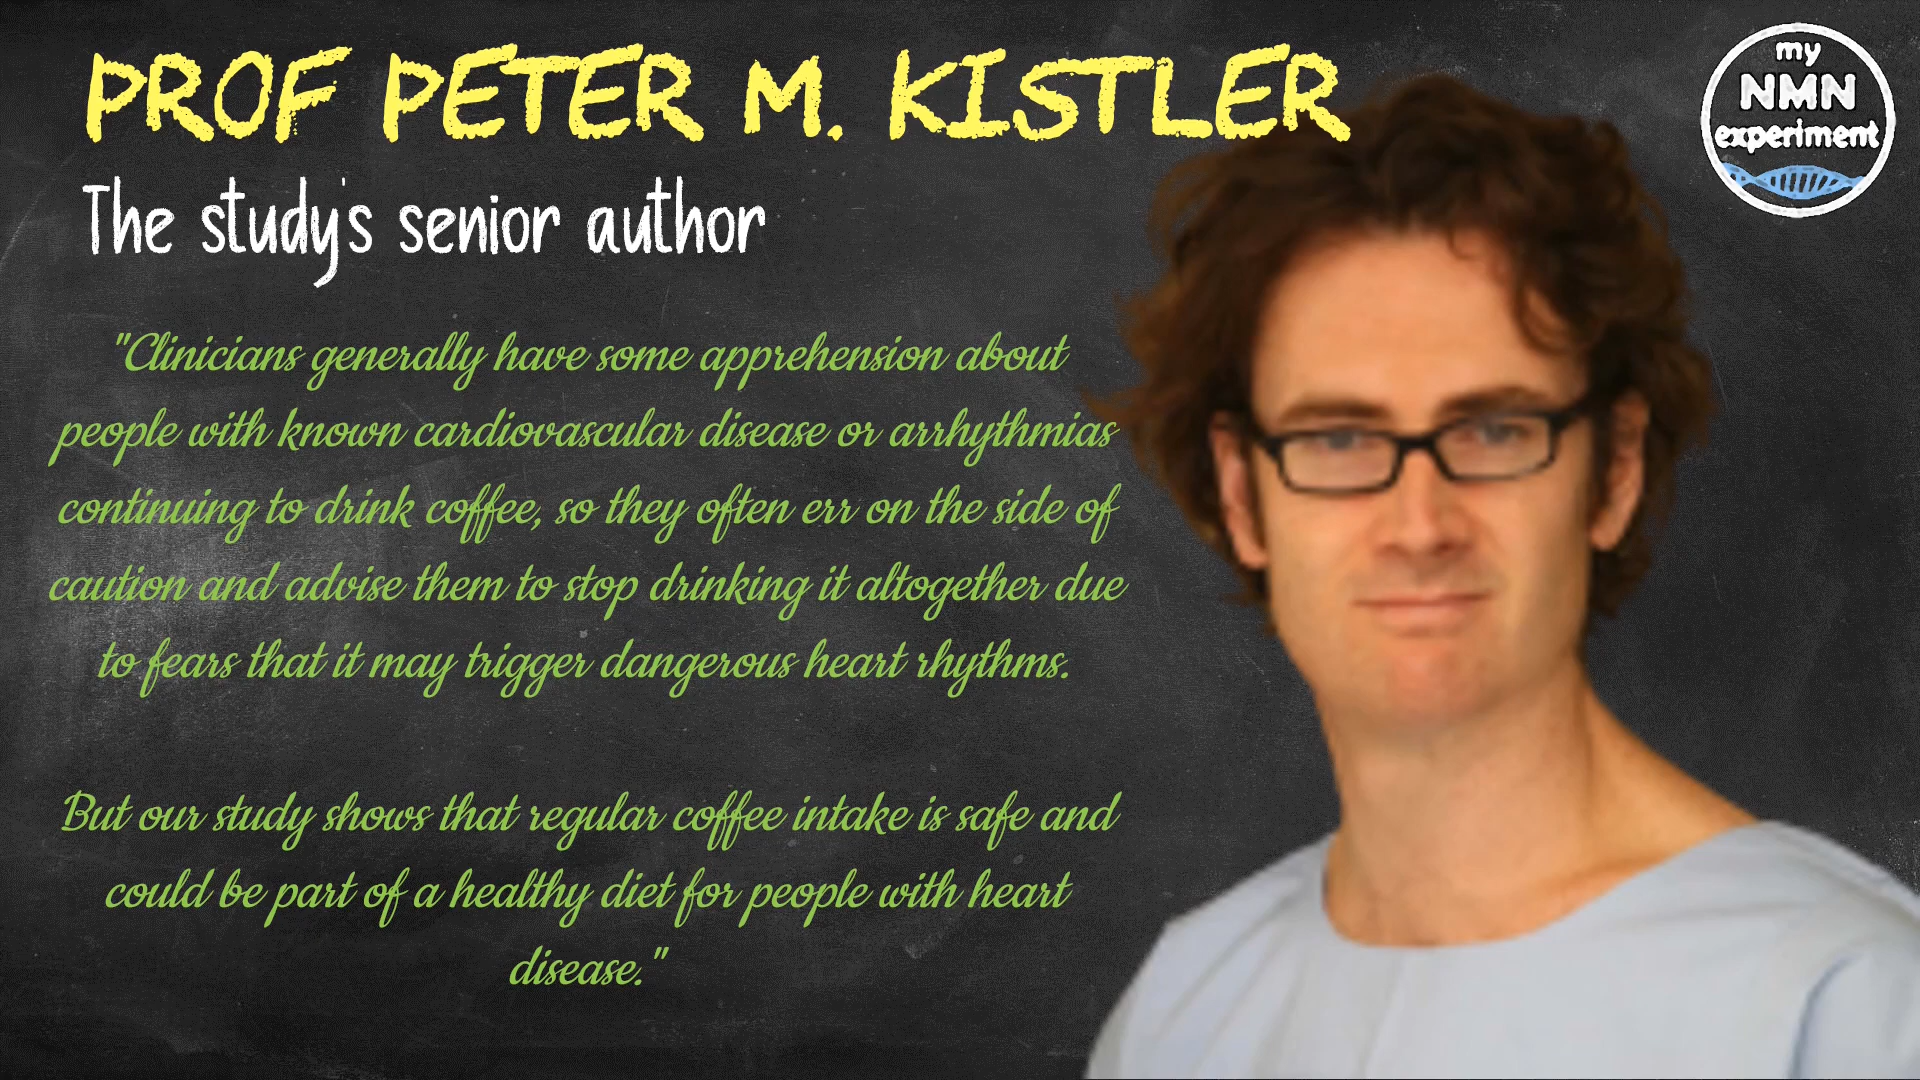 PROF PETER M. KISTLER
The study's senior author
"Clinicians generally have some apprehension about
people with known cardiovascular disease or arrhythmias
continuing to drink coffee, so they often err on the side of
caution and advise them to stop drinking it altogether due
to fears that it may trigger dangerous heart rhythms.
But our study shows that regular coffee intake is safe and
could be part of a healthy diet for people with heart
disease."
my
NMN
experiment